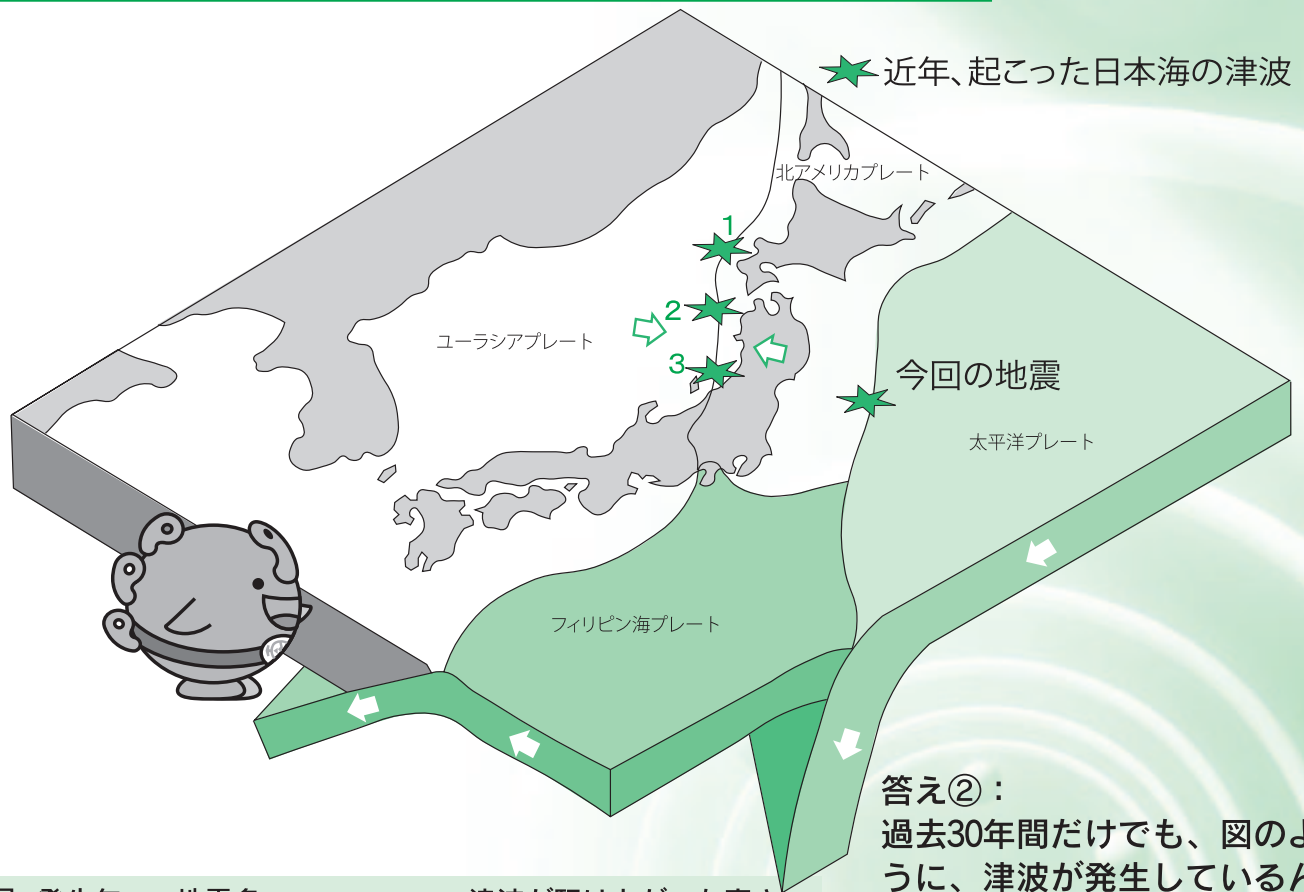 近年、起こった日本海の津波
北アメリカプレート
1
2
ユーラシアプレート
3
今回の地震
太平洋プレート
フィリピン海プレート
答え②：
過去30年間だけでも、図のよ
うに、津波が発生しているん